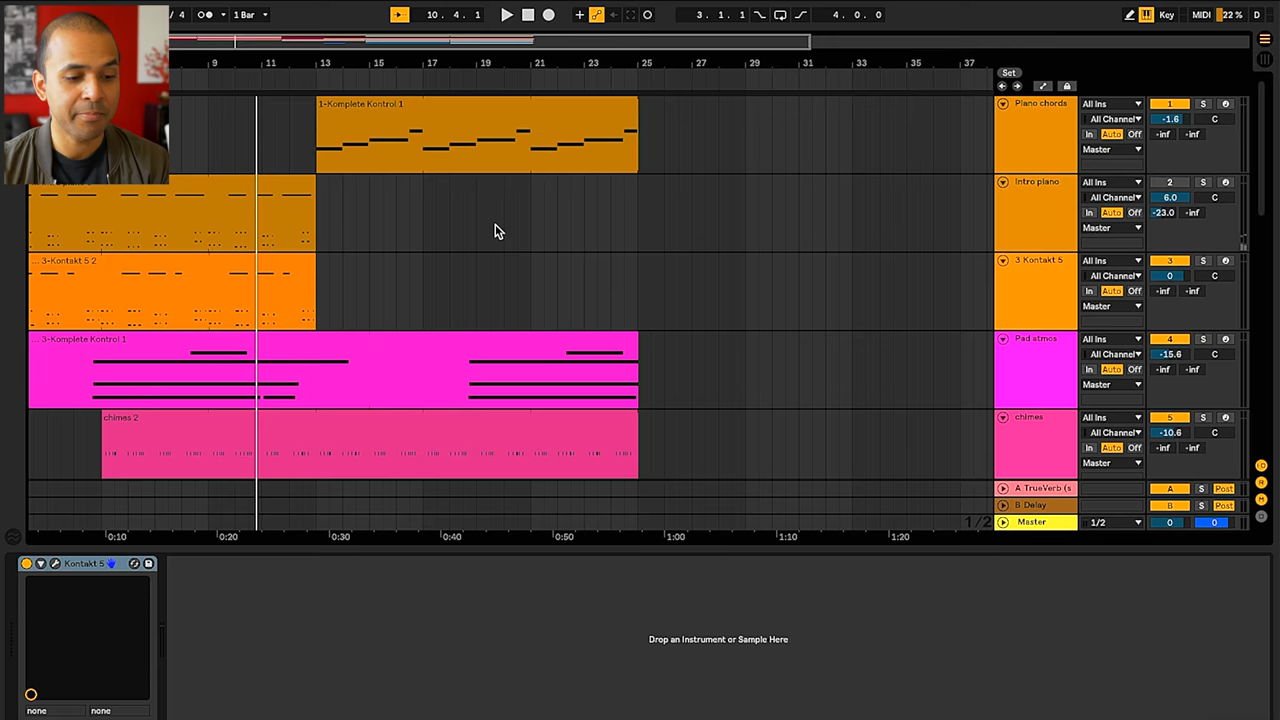 / 4 1 Bar 10. 4. 1 3. 1. 1 4. 0. 0 Key MIDI 22 % D
9 11 13 15 17 19 21 23 25 27 29 31 33 35 37
Set
1-Komplete Kontrol 1
Piano chords All Ins 1 S
All Channel -1.6 C
In Auto Off -inf -inf
Master
Intro piano All Ins 2 S
All Channel 6.0 C
In Auto Off -23.0 -inf
Master
... 3-Kontakt 5 2
3 Kontakt 5 All Ins 3 S
All Channel 0 C
In Auto Off -inf -inf
Master
... 3-Komplete Kontrol 1
Pad atmos All Ins 4 S
All Channel -15.6 C
In Auto Off -inf -inf
Master
chimes 2
chimes All Ins 5 S
All Channel -10.6 C
In Auto Off -inf -inf
Master
A TrueVerb (s A S Post
B Delay B S Post
1/2 Master 1/2 0 0
0:10 0:20 0:30 0:40 0:50 1:00 1:10 1:20
Kontakt 5
Drop an Instrument or Sample Here
none none